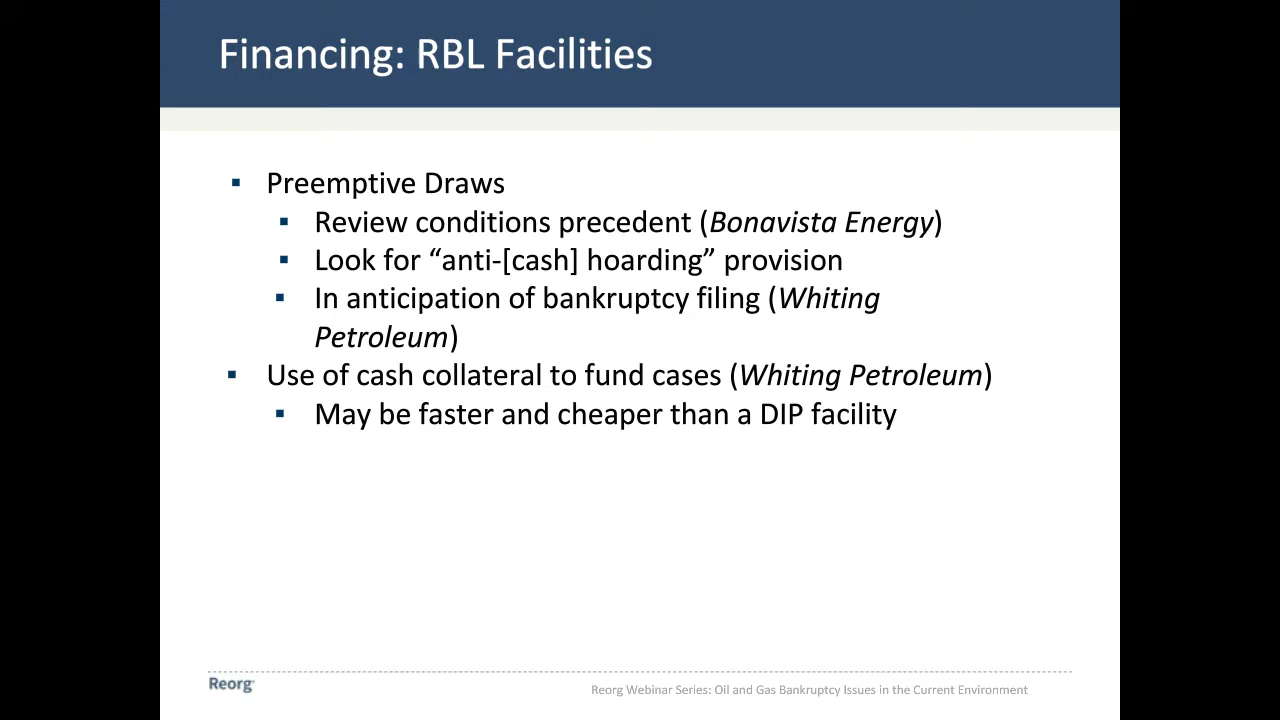 Financing: RBL Facilities
▪ Preemptive Draws
▪ Review conditions precedent (Bonavista Energy)
▪ Look for “anti-[cash] hoarding” provision
▪ In anticipation of bankruptcy filing (Whiting
Petroleum)
▪ Use of cash collateral to fund cases (Whiting Petroleum)
▪ May be faster and cheaper than a DIP facility
Reorg
Reorg Webinar Series: Oil and Gas Bankruptcy Issues in the Current Environment